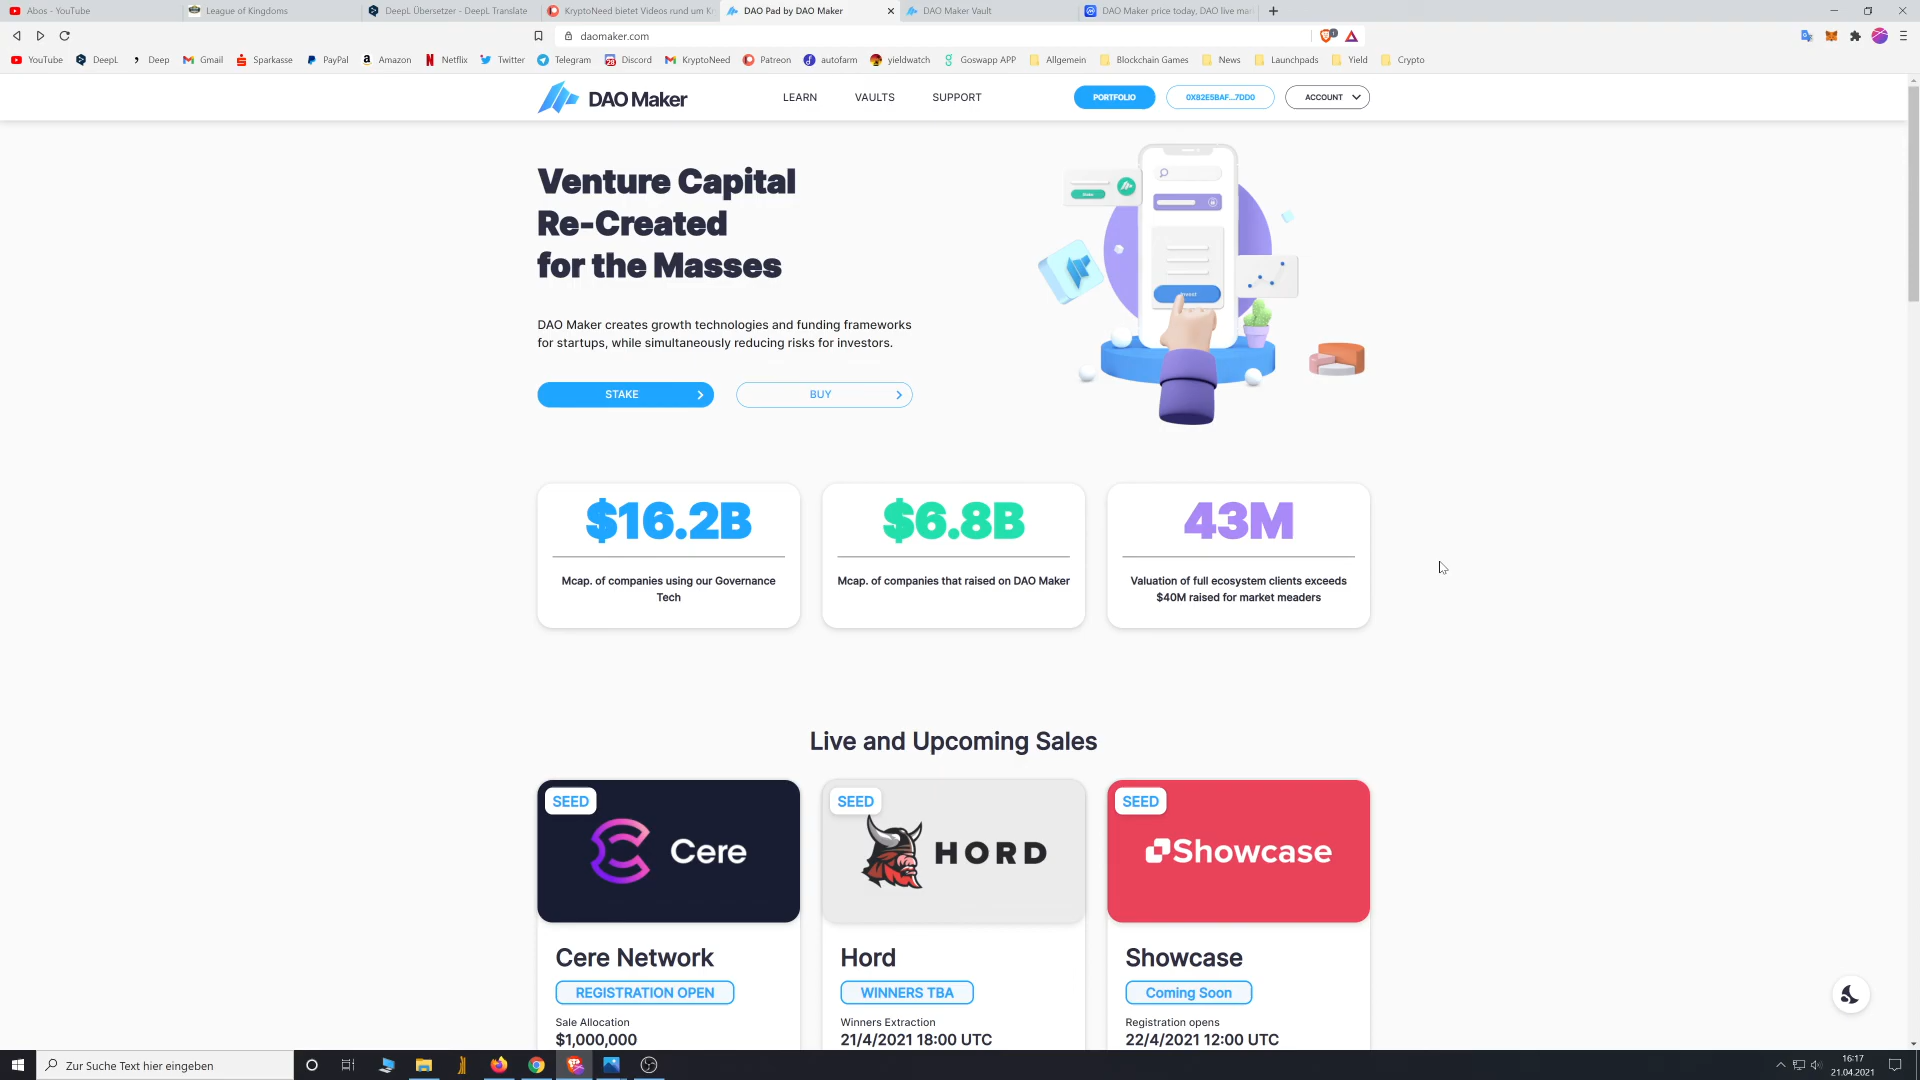 Abos - YouTube
League of Kingdoms
DeepL Übersetzer - DeepL Translate
KryptoNeed bietet Videos rund um K
DAO Pad by DAO Maker
DAO Maker Vault
DAO Maker price today, DAO live mar
daomaker.com
YouTube
DeepL
Deep
Gmail
Sparkasse
PayPal
Amazon
Netflix
Twitter
Telegram
Discord
KryptoNeed
Patreon
autofarm
yieldwatch
Goswapp APP
Allgemein
Blockchain Games
News
Launchpads
Yield
Crypto
DAO Maker
LEARN
VAULTS
SUPPORT
PORTFOLIO
0X82E5BAF...7DD0
ACCOUNT
Venture Capital
Re-Created
for the Masses
DAO Maker creates growth technologies and funding frameworks
for startups, while simultaneously reducing risks for investors.
STAKE
BUY
Invest
$16.2B
Mcap. of companies using our Governance
Tech
$6.8B
Mcap. of companies that raised on DAO Maker
43M
Valuation of full ecosystem clients exceeds
$40M raised for market meaders
Live and Upcoming Sales
SEED
Cere
SEED
HORD
SEED
Showcase
Cere Network
REGISTRATION OPEN
Sale Allocation
$1,000,000
Hord
WINNERS TBA
Winners Extraction
21/4/2021 18:00 UTC
Showcase
Coming Soon
Registration opens
22/4/2021 12:00 UTC
Zur Suche Text hier eingeben
16:17
21.04.2021